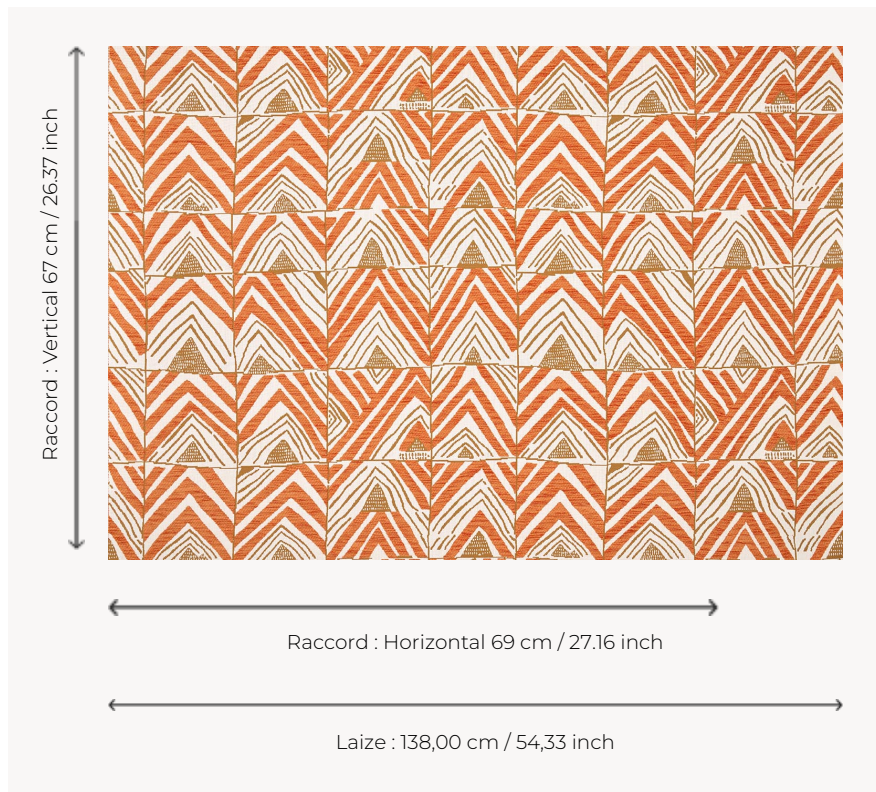 Raccord : Vertical 67 cm / 26.37 inch
Raccord : Horizontal 69 cm / 27.16 inch
Laize : 138,00 cm / 54,33 inch